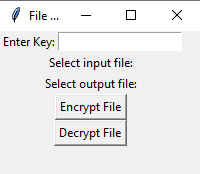 File ...
Enter Key:
Select input file:
Select output file:
Encrypt File
Decrypt File